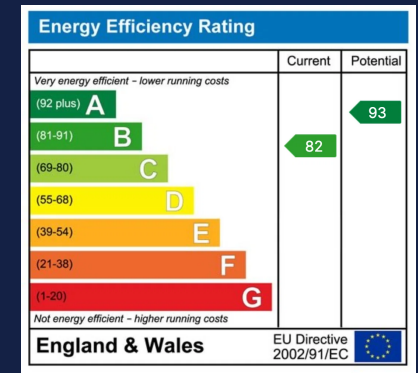 Energy Efficiency Rating
Current Potential
Very energy efficient – lower running costs
(92 plus) A
93
(81-91) B
82
(69-80) C
(55-68) D
(39-54) E
(21-38) F
(1-20) G
Not energy efficient – higher running costs
England & Wales
EU Directive
2002/91/EC